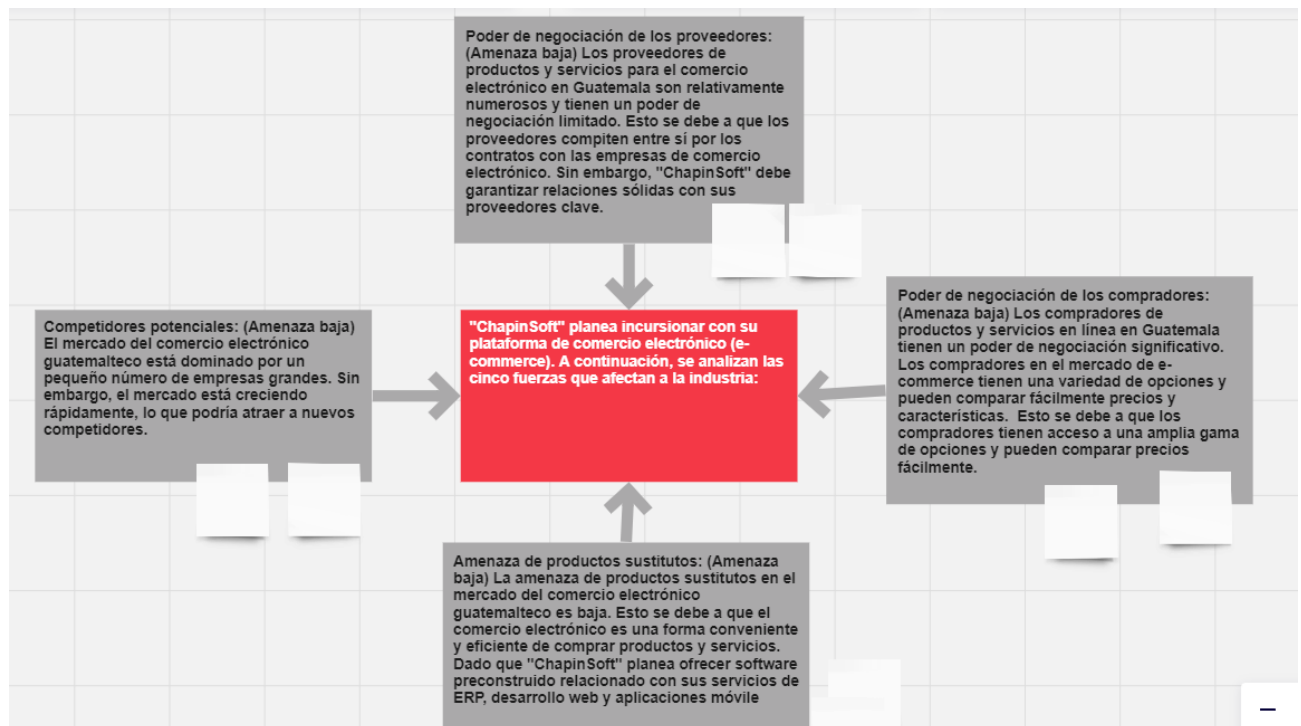 Poder de negociación de los proveedores:
(Amenaza baja) Los proveedores de
productos y servicios para el comercio
electrónico en Guatemala son relativamente
numerosos y tienen un poder de
negociación limitado. Esto se debe a que los
proveedores compiten entre sí por los
contratos con las empresas de comercio
electrónico. Sin embargo, "ChapinSoft" debe
garantizar relaciones sólidas con sus
proveedores clave.
Competidores potenciales: (Amenaza baja)
El mercado del comercio electrónico
guatemalteco está dominado por un
pequeño número de empresas grandes. Sin
embargo, el mercado está creciendo
rápidamente, lo que podría atraer a nuevos
competidores.
"ChapinSoft" planea incursionar con su
plataforma de comercio electrónico (e-
commerce). A continuación, se analizan las
cinco fuerzas que afectan a la industria:
Poder de negociación de los compradores:
(Amenaza baja) Los compradores de
productos y servicios en línea en Guatemala
tienen un poder de negociación significativo.
Los compradores en el mercado de e-
commerce tienen una variedad de opciones y
pueden comparar fácilmente precios y
características. Esto se debe a que los
compradores tienen acceso a una amplia gama
de opciones y pueden comparar precios
fácilmente.
Amenaza de productos sustitutos: (Amenaza
baja) La amenaza de productos sustitutos en el
mercado del comercio electrónico
guatemalteco es baja. Esto se debe a que el
comercio electrónico es una forma conveniente
y eficiente de comprar productos y servicios.
Dado que "ChapinSoft" planea ofrecer software
preconstruido relacionado con sus servicios de
ERP, desarrollo web y aplicaciones móvile